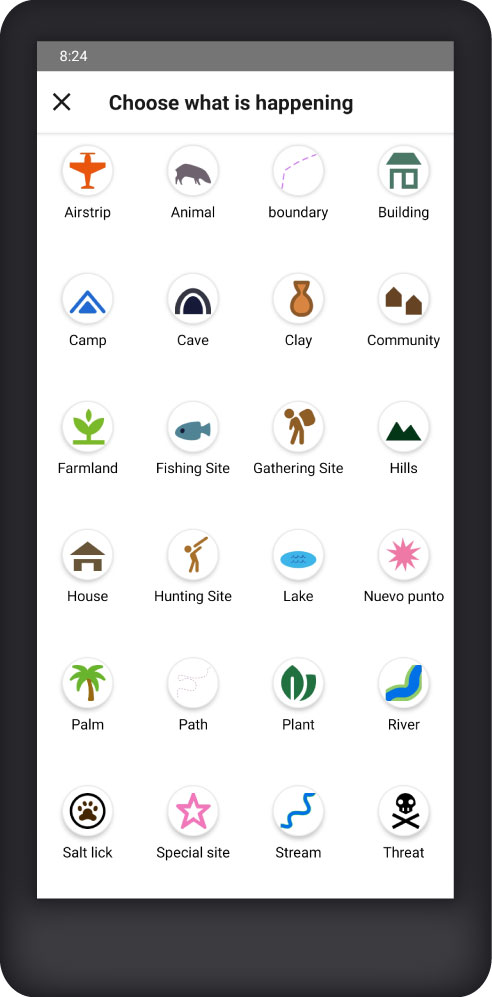 8:24
Choose what is happening
Airstrip Animal boundary Building
Camp Cave Clay Community
Farmland Fishing Site Gathering Site Hills
House Hunting Site Lake Nuevo punto
Palm Path Plant River
Salt lick Special site Stream Threat